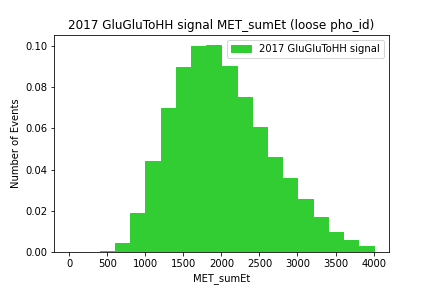 2017 GluGluToHH signal MET_sumEt (loose pho_id)
2017 GluGluToHH signal
Number of Events
0.10
0.08
0.06
0.04
0.02
0.00
0 500 1000 1500 2000 2500 3000 3500 4000
MET_sumEt